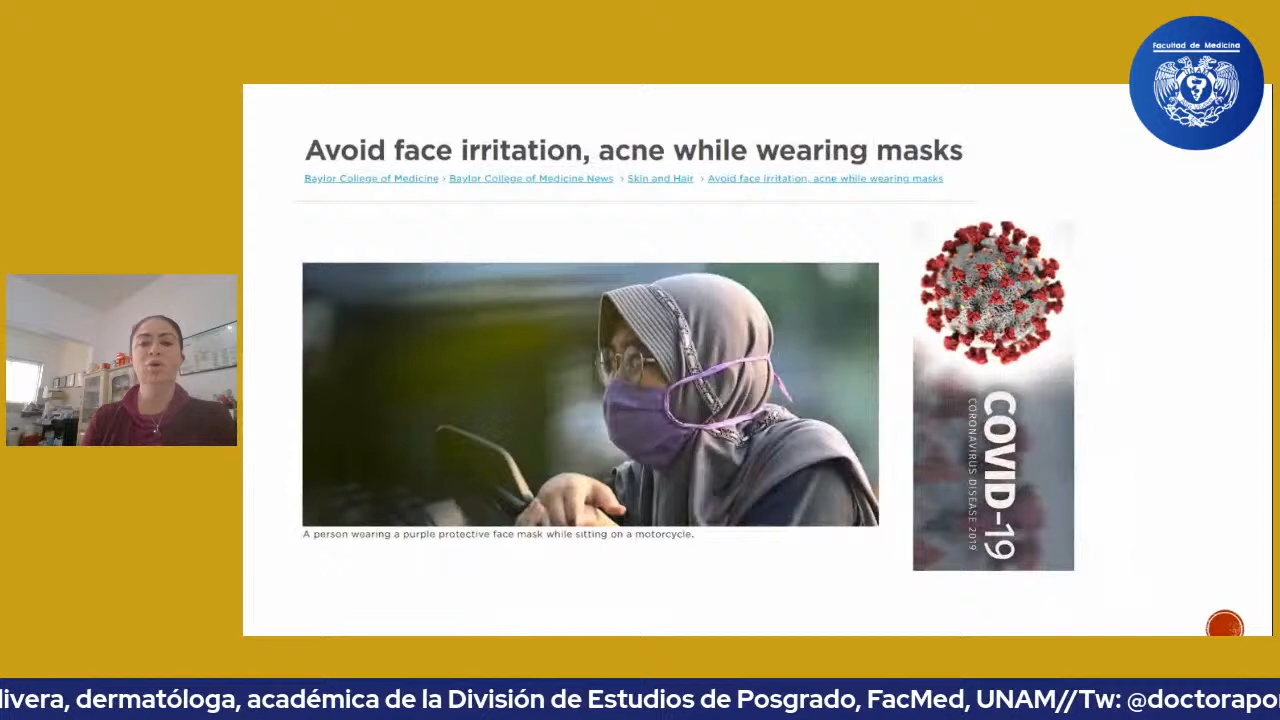 Facultad de Medicina
Avoid face irritation, acne while wearing masks
Baylor College of Medicine › Baylor College of Medicine News › Skin and Hair › Avoid face irritation, acne while wearing masks
COVID-19
CORONAVIRUS DISEASE 2019
A person wearing a purple protective face mask while sitting on a motorcycle.
livera, dermatóloga, académica de la División de Estudios de Posgrado, FacMed, UNAM//Tw: @doctorapo